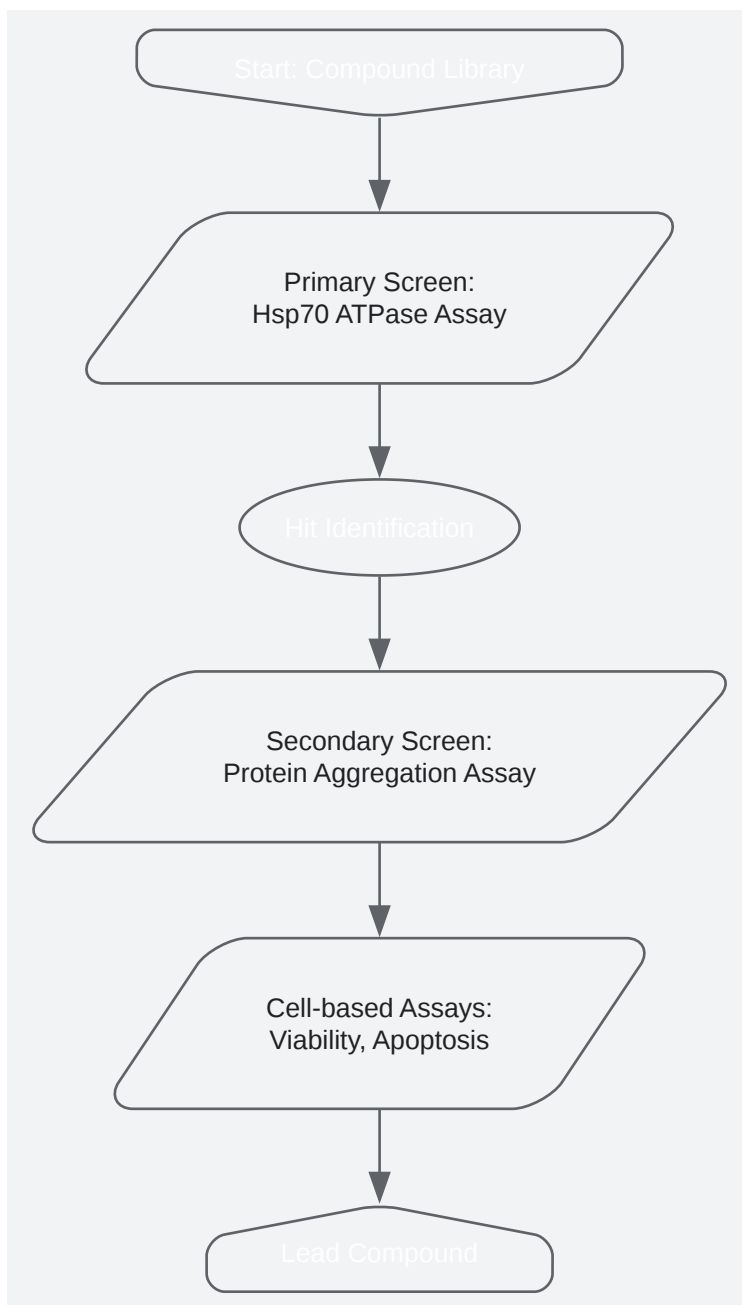 Start: Compound Library
Primary Screen:
Hsp70 ATPase Assay
Hit Identification
Secondary Screen:
Protein Aggregation Assay
Cell-based Assays:
Viability, Apoptosis
Lead Compound